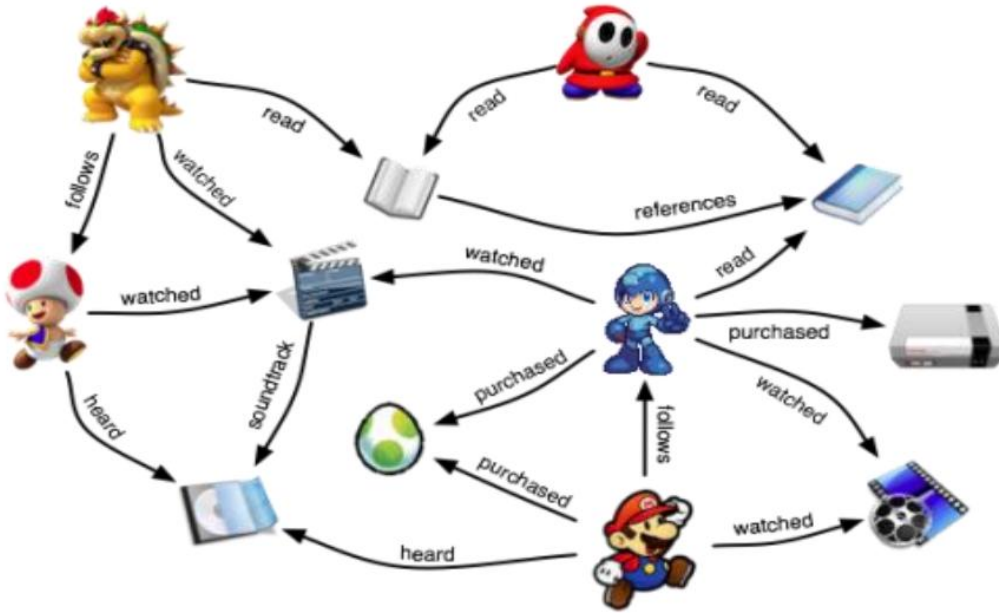 read
read
read
follows
watched
references
watched
read
watched
purchased
soundtrack
purchased
watched
heard
follows
purchased
watched
heard